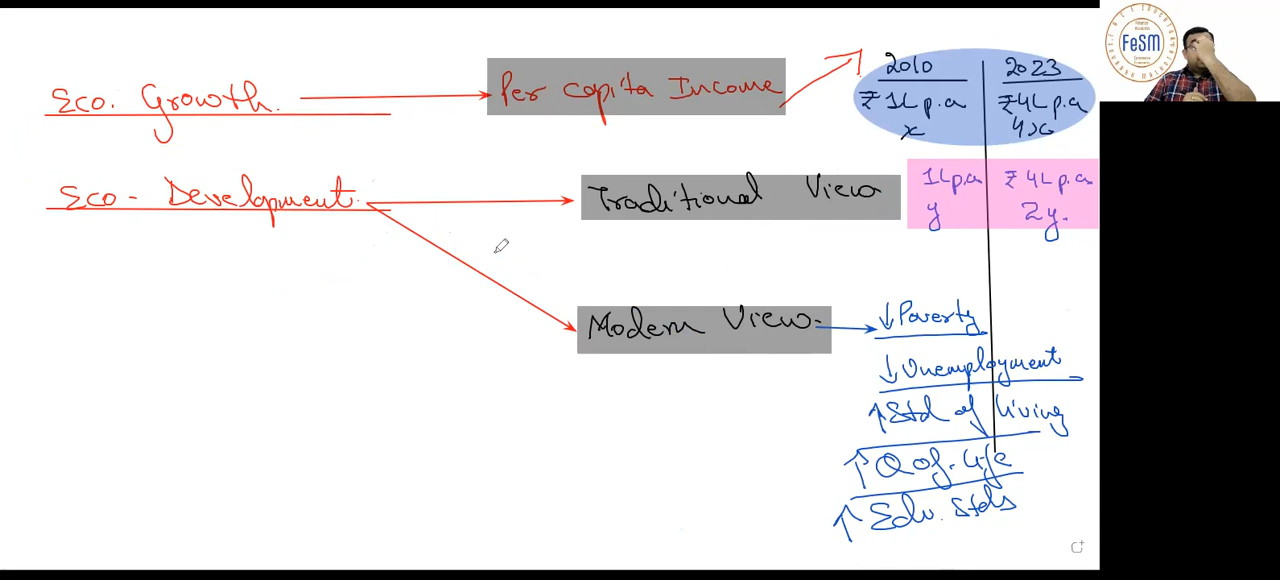 Eco. Growth.
Per capita Income
2010
2023
₹1L p.a
₹4L p.a
x
4x
Eco - Development.
Traditional View
1L p.a
₹4L p.a.
y
2y.
Modern View.
↓Poverty
↓Unemployment
↑Std of living
↑Q of. Life
↑Edu. Stds
FeSM